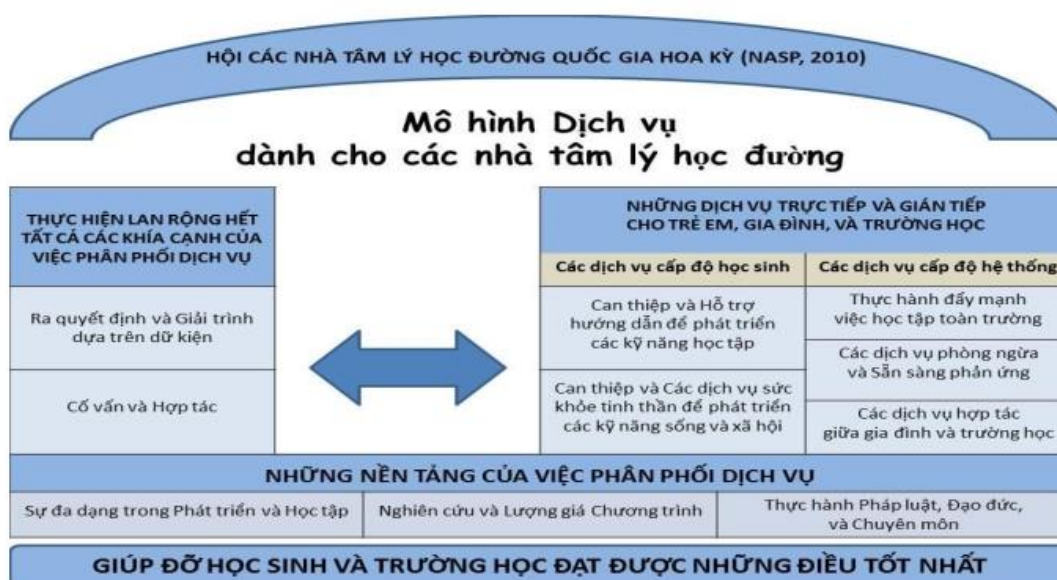 HỘI CÁC NHÀ TÂM LÝ HỌC ĐƯỜNG QUỐC GIA HOA KỲ (NASP, 2010)
Mô hình Dịch vụ
dành cho các nhà tâm lý học đường
THỰC HIỆN LAN RỘNG HẾT
TẤT CẢ CÁC KHÍA CẠNH CỦA
VIỆC PHÂN PHỐI DỊCH VỤ
Ra quyết định và Giải trình
dựa trên dữ kiện
Cố vấn và Hợp tác
NHỮNG DỊCH VỤ TRỰC TIẾP VÀ GIÁN TIẾP
CHO TRẺ EM, GIA ĐÌNH, VÀ TRƯỜNG HỌC
Các dịch vụ cấp độ học sinh
Can thiệp và Hỗ trợ
hướng dẫn để phát triển
các kỹ năng học tập
Can thiệp và Các dịch vụ sức
khỏe tinh thần để phát triển
các kỹ năng sống và xã hội
Các dịch vụ cấp độ hệ thống
Thực hành đẩy mạnh
việc học tập toàn trường
Các dịch vụ phòng ngừa
và Sẵn sàng phản ứng
Các dịch vụ hợp tác
giữa gia đình và trường học
NHỮNG NỀN TẢNG CỦA VIỆC PHÂN PHỐI DỊCH VỤ
Sự đa dạng trong Phát triển và Học tập
Nghiên cứu và Lượng giá Chương trình
Thực hành Pháp luật, Đạo đức,
và Chuyên môn
GIÚP ĐỠ HỌC SINH VÀ TRƯỜNG HỌC ĐẠT ĐƯỢC NHỮNG ĐIỀU TỐT NHẤT